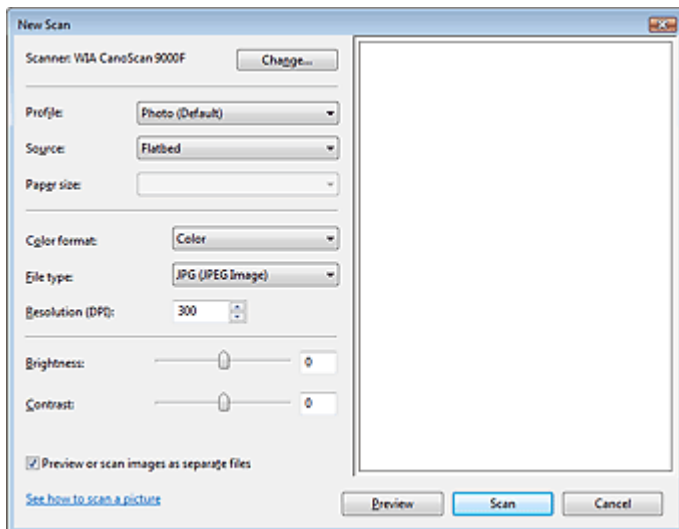 New Scan
Scanner: WIA CanoScan 9000F Change...
Profile: Photo (Default)
Source: Flatbed
Paper size:
Color format: Color
File type: JPG (JPEG Image)
Resolution (DPI): 300
Brightness: 0
Contrast: 0
Preview or scan images as separate files
See how to scan a picture
Preview Scan Cancel